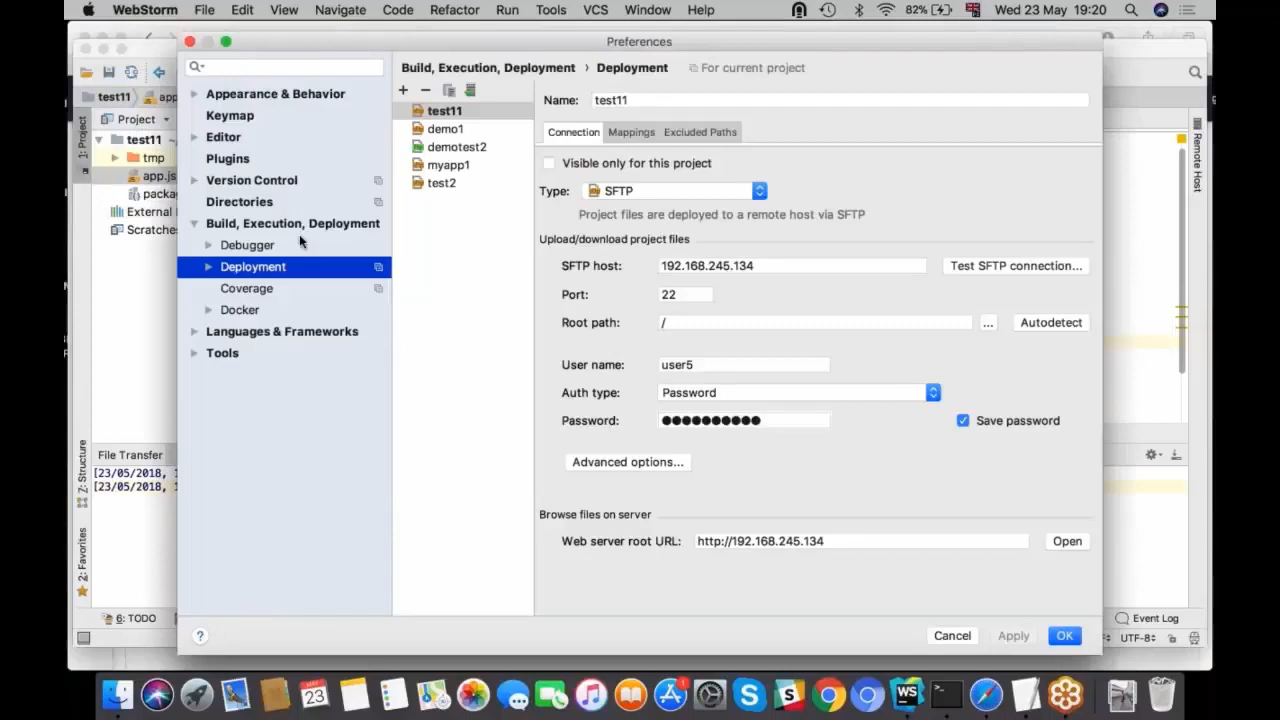 WebStorm File Edit View Navigate Code Refactor Run Tools VCS Window Help 82% Wed 23 May 19:20
Preferences
test11
Project
test11
tmp
app.js
External
Scratches
1: Project
Z: Structure
2: Favorites
File Transfer
[23/05/2018,
[23/05/2018,
6: TODO
Appearance & Behavior
Keymap
Editor
Plugins
Version Control
Directories
Build, Execution, Deployment
Debugger
Deployment
Coverage
Docker
Languages & Frameworks
Tools
?
Build, Execution, Deployment › Deployment For current project
+ −
test11
demo1
demotest2
myapp1
test2
Name: test11
Connection Mappings Excluded Paths
Visible only for this project
Type: SFTP
Project files are deployed to a remote host via SFTP
Upload/download project files
SFTP host: 192.168.245.134 Test SFTP connection...
Port: 22
Root path: / ... Autodetect
User name: user5
Auth type: Password
Password: ●●●●●●●●●● Save password
Advanced options...
Browse files on server
Web server root URL: http://192.168.245.134 Open
Cancel Apply OK
Remote Host
Event Log
UTF-8
MAY
23
1
WS